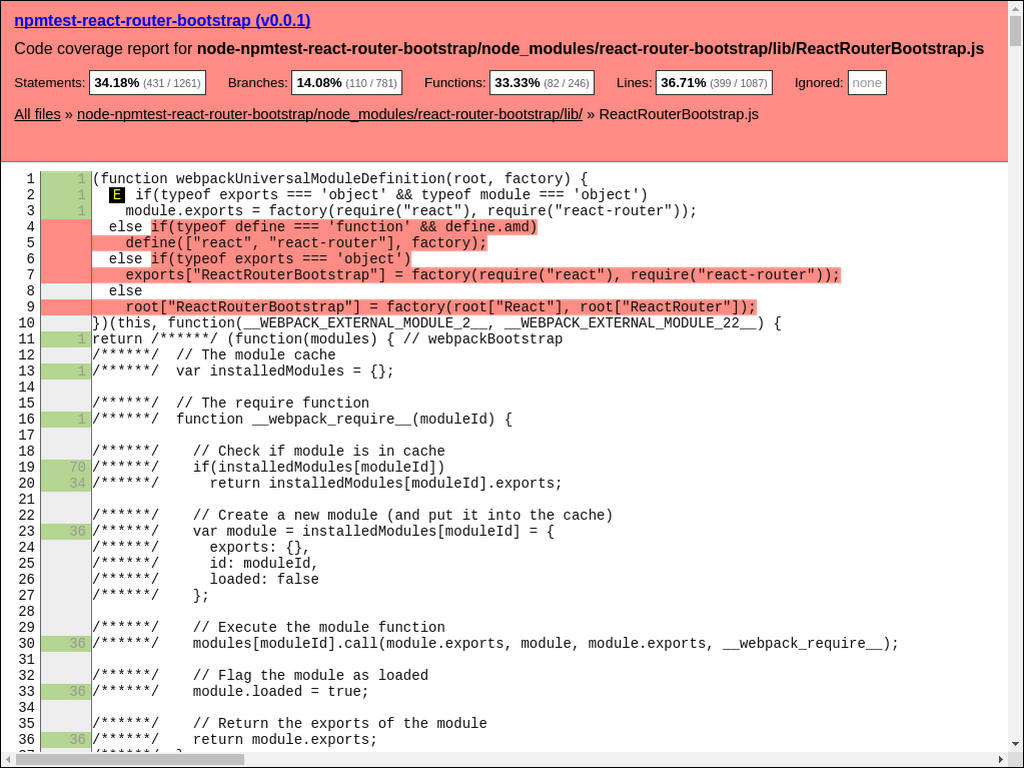 npmtest-react-router-bootstrap (v0.0.1)
Code coverage report for node-npmtest-react-router-bootstrap/node_modules/react-router-bootstrap/lib/ReactRouterBootstrap.js
Statements: 34.18% (431 / 1261) Branches: 14.08% (110 / 781) Functions: 33.33% (82 / 246) Lines: 36.71% (399 / 1087) Ignored: none
All files » node-npmtest-react-router-bootstrap/node_modules/react-router-bootstrap/lib/ » ReactRouterBootstrap.js
1 1 (function webpackUniversalModuleDefinition(root, factory) {
2 1 E if(typeof exports === 'object' && typeof module === 'object')
3 1 module.exports = factory(require("react"), require("react-router"));
4 else if(typeof define === 'function' && define.amd)
5 define(["react", "react-router"], factory);
6 else if(typeof exports === 'object')
7 exports["ReactRouterBootstrap"] = factory(require("react"), require("react-router"));
8 else
9 root["ReactRouterBootstrap"] = factory(root["React"], root["ReactRouter"]);
10 })(this, function(__WEBPACK_EXTERNAL_MODULE_2__, __WEBPACK_EXTERNAL_MODULE_22__) {
11 1 return /******/ (function(modules) { // webpackBootstrap
12 /******/ // The module cache
13 1 /******/ var installedModules = {};
14
15 /******/ // The require function
16 1 /******/ function __webpack_require__(moduleId) {
17
18 /******/ // Check if module is in cache
19 70 /******/ if(installedModules[moduleId])
20 34 /******/ return installedModules[moduleId].exports;
21
22 /******/ // Create a new module (and put it into the cache)
23 36 /******/ var module = installedModules[moduleId] = {
24 /******/ exports: {},
25 /******/ id: moduleId,
26 /******/ loaded: false
27 /******/ };
28
29 /******/ // Execute the module function
30 36 /******/ modules[moduleId].call(module.exports, module, module.exports, __webpack_require__);
31
32 /******/ // Flag the module as loaded
33 36 /******/ module.loaded = true;
34
35 /******/ // Return the exports of the module
36 36 /******/ return module.exports;